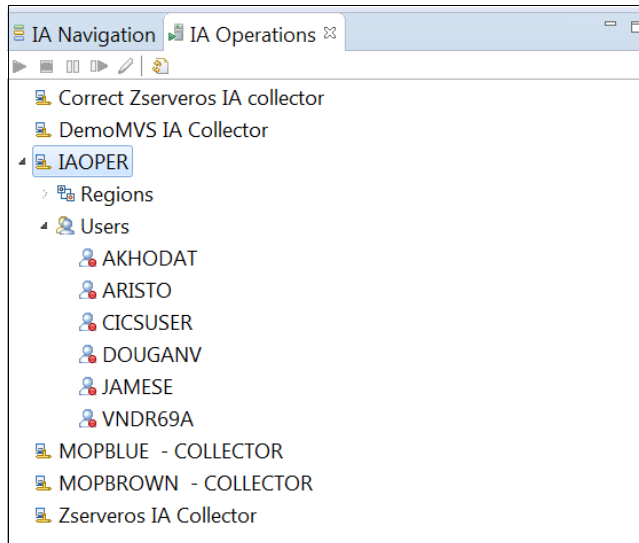 IA Navigation IA Operations
Correct Zserveros IA collector
DemoMVS IA Collector
IAOPER
Regions
Users
AKHODAT
ARISTO
CICSUSER
DOUGANV
JAMESE
VNDR69A
MOPBLUE - COLLECTOR
MOPBROWN - COLLECTOR
Zserveros IA Collector